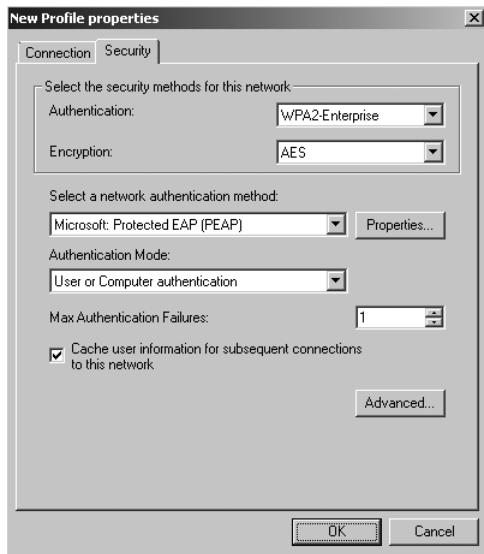 New Profile properties
Connection
Security
Select the security methods for this network
Authentication:
WPA2-Enterprise
Encryption:
AES
Select a network authentication method:
Microsoft: Protected EAP (PEAP)
Properties...
Authentication Mode:
User or Computer authentication
Max Authentication Failures:
1
Cache user information for subsequent connections
to this network
Advanced...
OK
Cancel